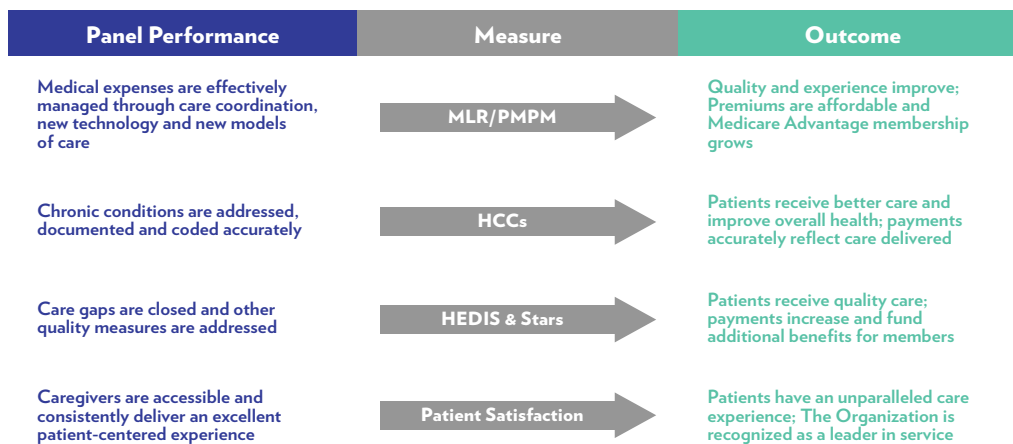 Panel Performance
Measure
Outcome
Medical expenses are effectively
managed through care coordination,
new technology and new models
of care
MLR/PMPM
Quality and experience improve;
Premiums are affordable and
Medicare Advantage membership
grows
Chronic conditions are addressed,
documented and coded accurately
HCCs
Patients receive better care and
improve overall health; payments
accurately reflect care delivered
Care gaps are closed and other
quality measures are addressed
HEDIS & Stars
Patients receive quality care;
payments increase and fund
additional benefits for members
Caregivers are accessible and
consistently deliver an excellent
patient-centered experience
Patient Satisfaction
Patients have an unparalleled care
experience; The Organization is
recognized as a leader in service